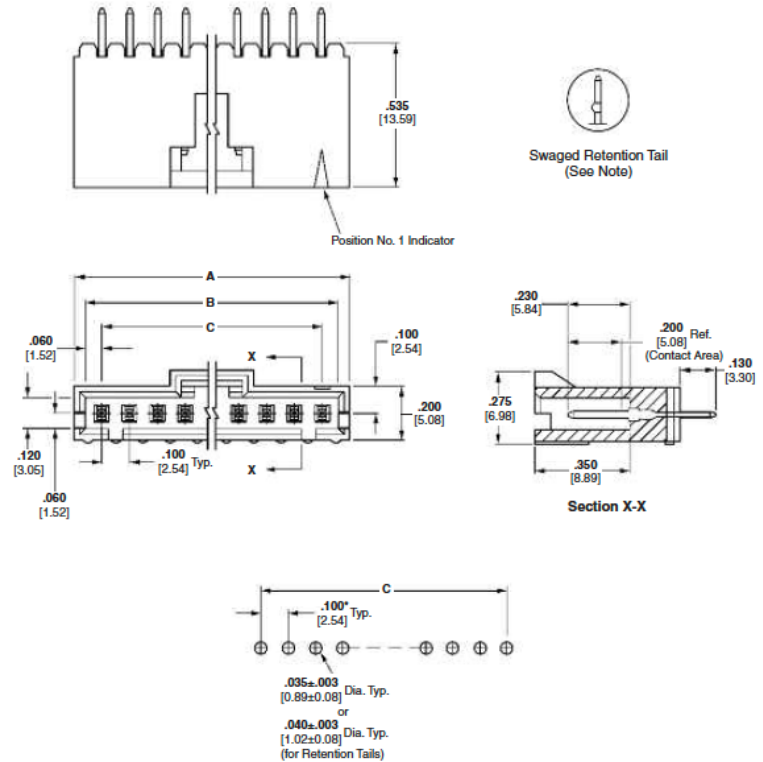 .535
[13.59]
Swaged Retention Tail
(See Note)
Position No. 1 Indicator
A
B
C
.060
[1.52]
X
.100
[2.54]
.200
[5.08]
.120
[3.05]
.060
[1.52]
.100
[2.54] Typ.
X
.230
[5.84]
.200 Ref.
[5.08]
(Contact Area)
.130
[3.30]
.275
[6.98]
.350
[8.89]
Section X-X
C
.100* Typ.
[2.54]
.035±.003
[0.89±0.08] Dia. Typ.
or
.040±.003
[1.02±0.08] Dia. Typ.
(for Retention Tails)